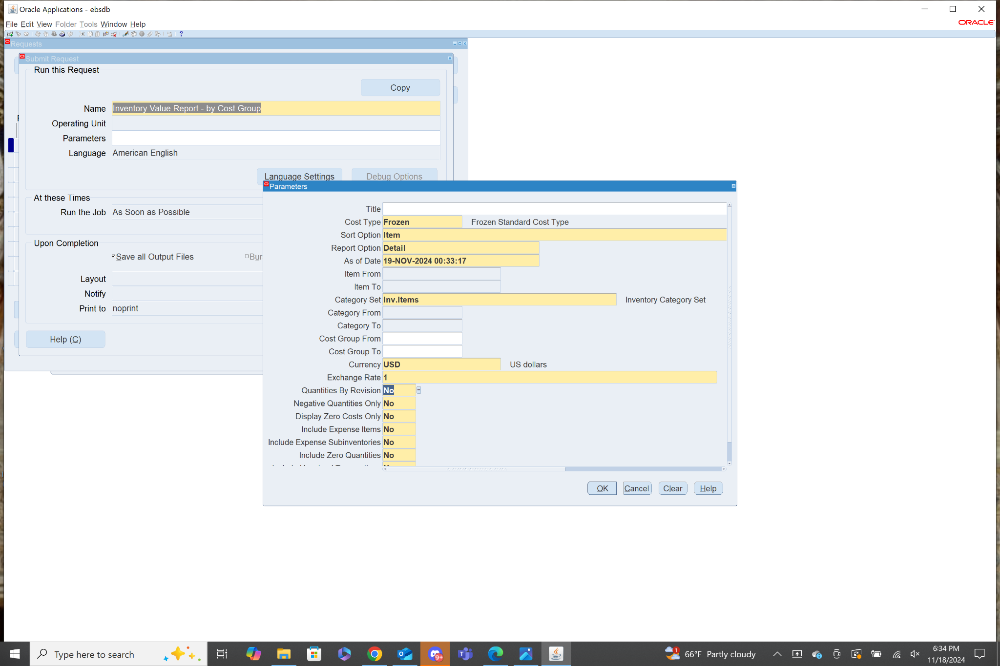 Oracle Applications - ebsdb
File Edit View Folder Tools Window Help
ORACLE
Requests
Submit Request
Run this Request
Copy
Name Inventory Value Report - by Cost Group
Operating Unit
Parameters
Language American English
Language Settings Debug Options
At these Times
Run the Job As Soon as Possible
Upon Completion
Save all Output Files
Bur
Layout
Notify
Print to noprint
Help (C)
Parameters
Title
Cost Type Frozen Frozen Standard Cost Type
Sort Option Item
Report Option Detail
As of Date 19-NOV-2024 00:33:17
Item From
Item To
Category Set Inv.Items Inventory Category Set
Category From
Category To
Cost Group From
Cost Group To
Currency USD US dollars
Exchange Rate 1
Quantities By Revision No
Negative Quantities Only No
Display Zero Costs Only No
Include Expense Items No
Include Expense Subinventories No
Include Zero Quantities No
OK Cancel Clear Help
Type here to search
9+
1
66°F Partly cloudy
6:34 PM
11/18/2024